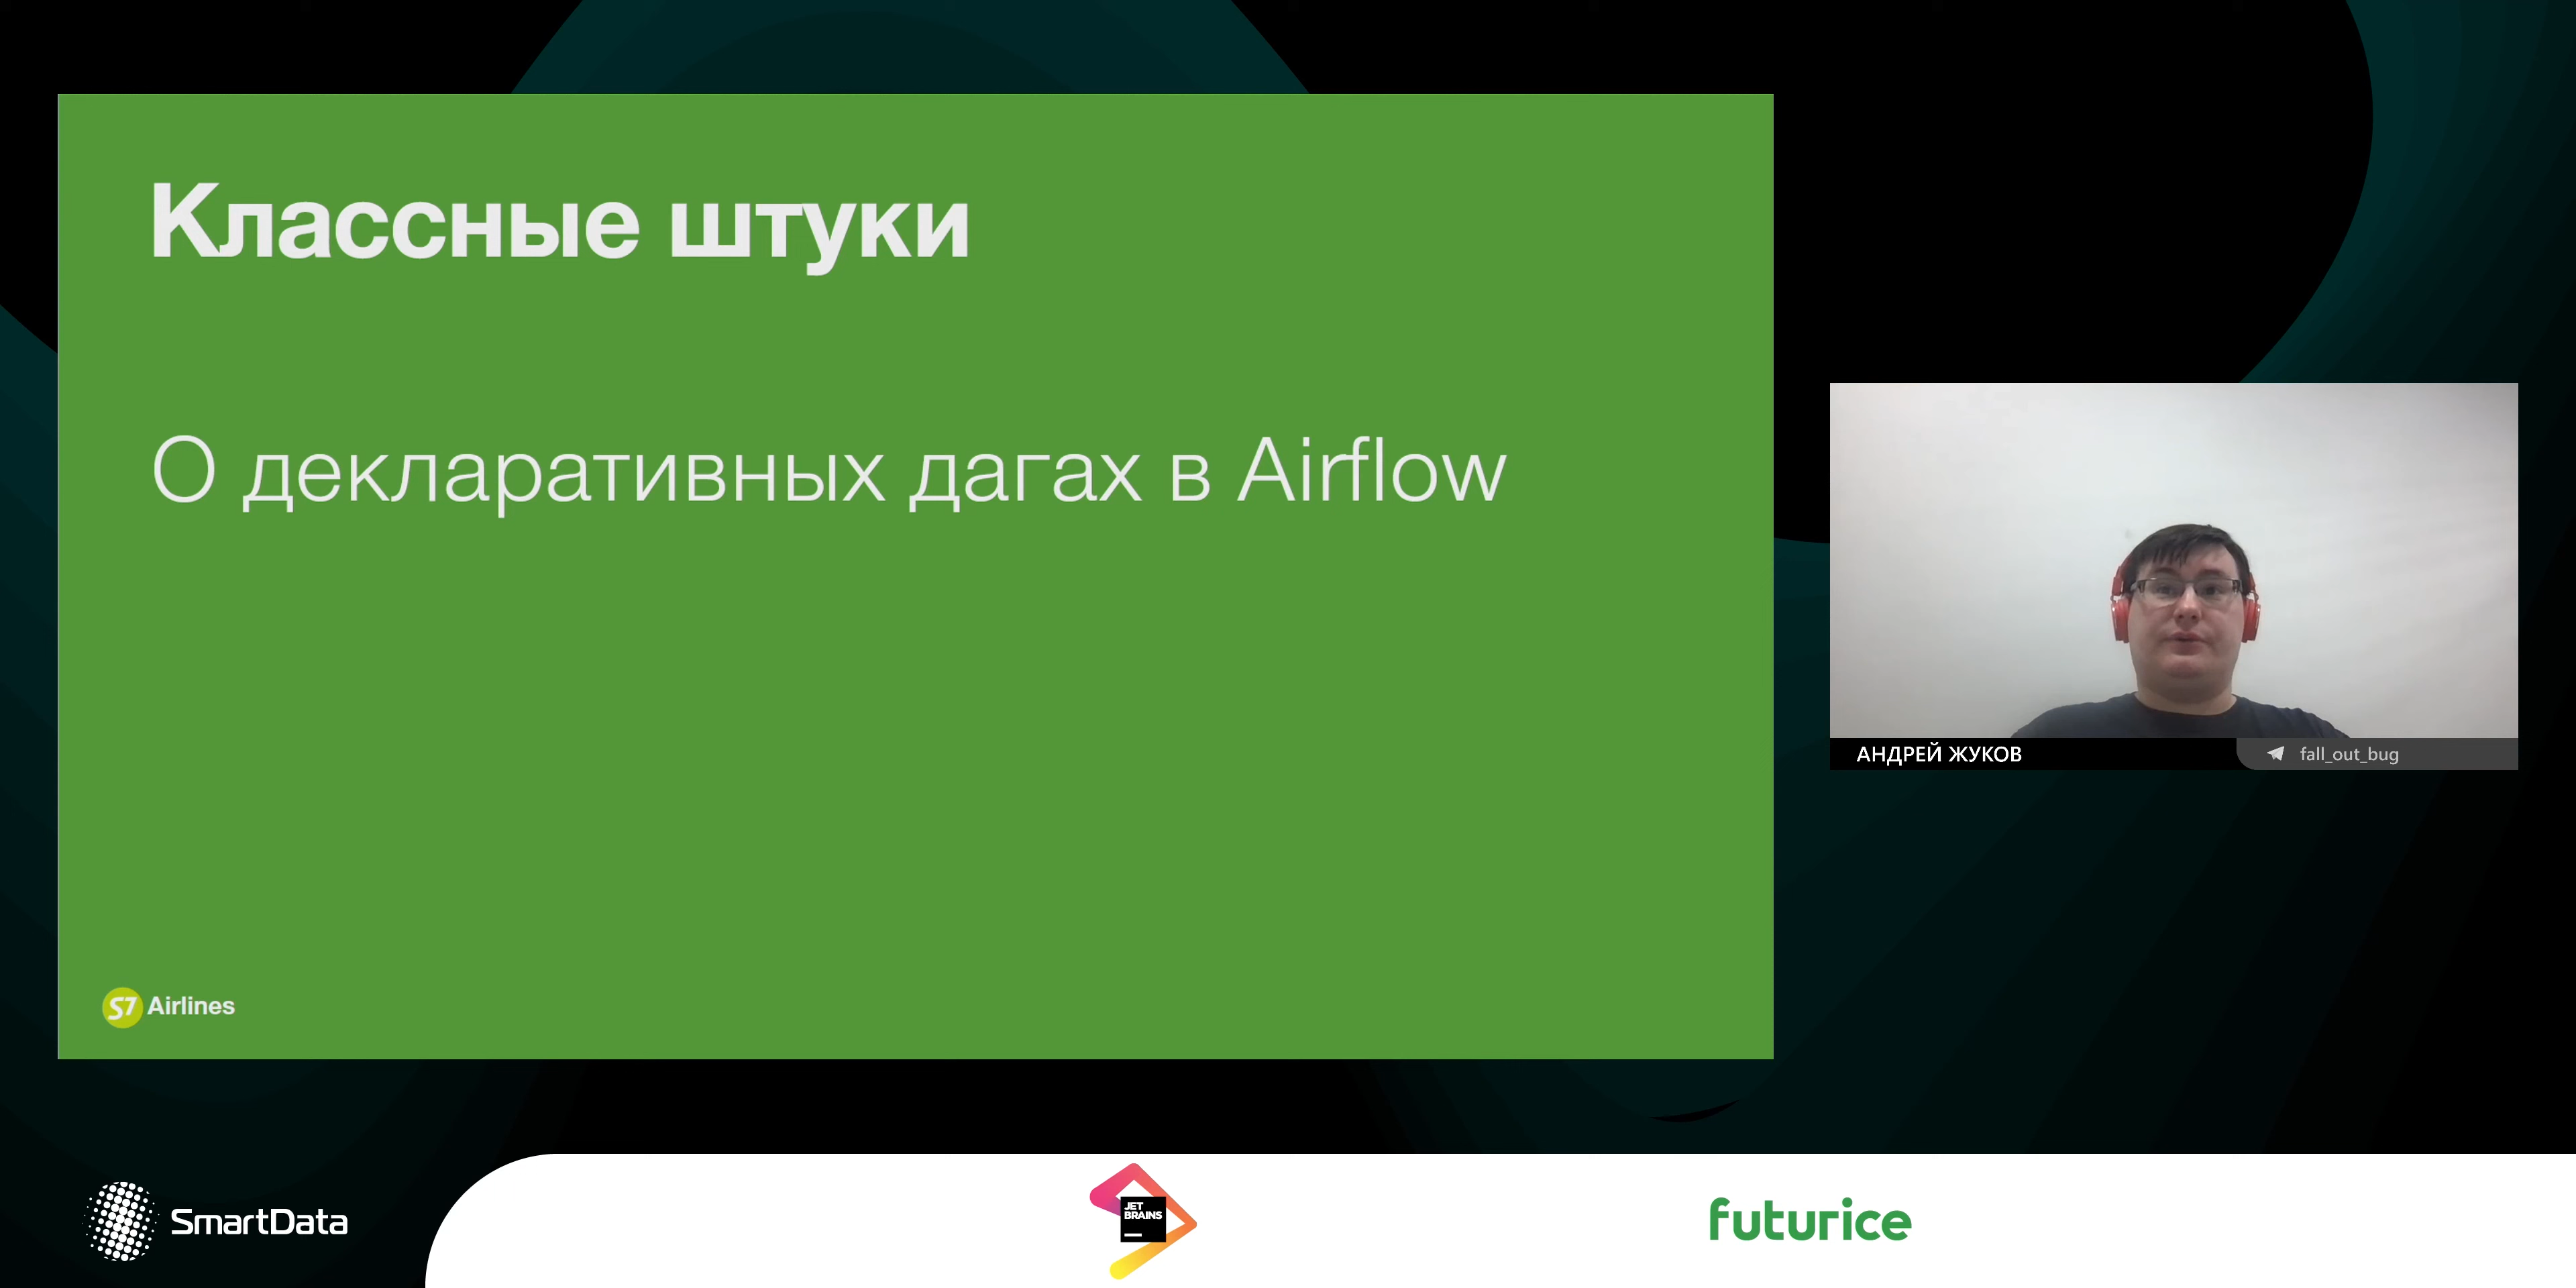 Классные штуки
О декларативных дагах в Airflow
S7 Airlines
АНДРЕЙ ЖУКОВ
fall_out_bug
SmartData
JET
BRAINS
futurice